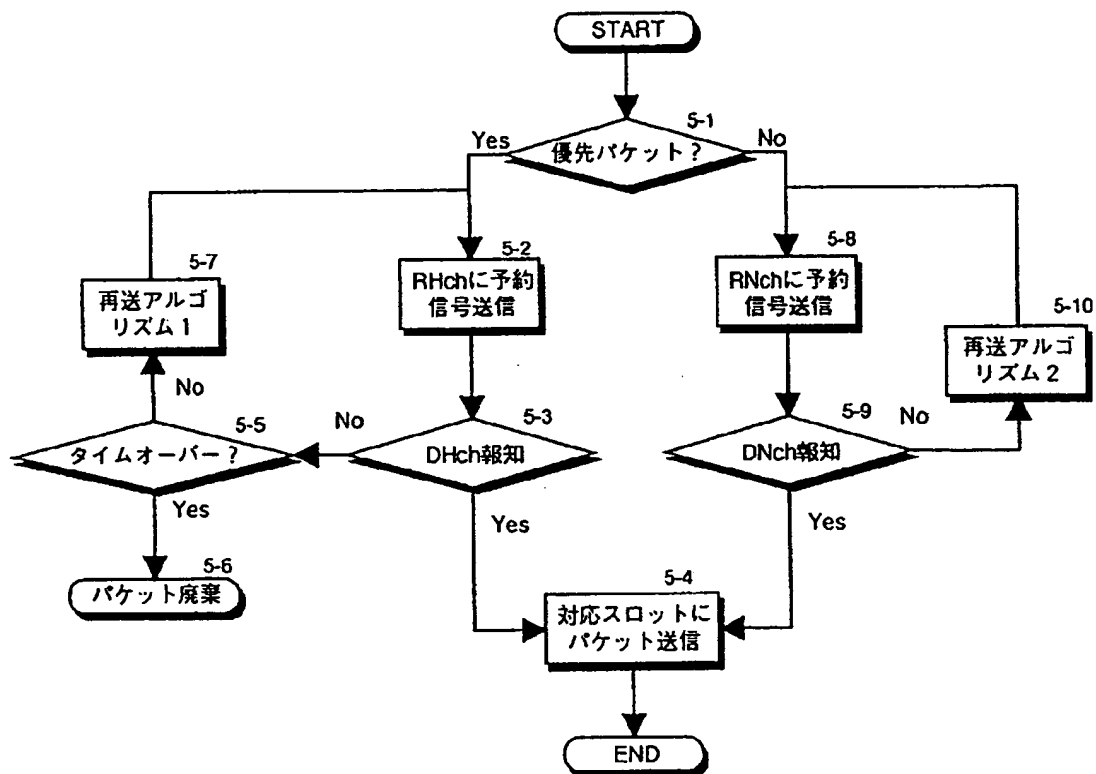 START
5-1
Yes
優先パケット？
No
5-2
RHchに予約
信号送信
5-8
RNchに予約
信号送信
5-7
再送アルゴ
リズム1
5-10
再送アルゴ
リズム2
No
5-5
タイムオーバー？
No
5-3
DHch報知
5-9
DNch報知
No
Yes
Yes
Yes
5-6
パケット廃棄
5-4
対応スロットに
パケット送信
END